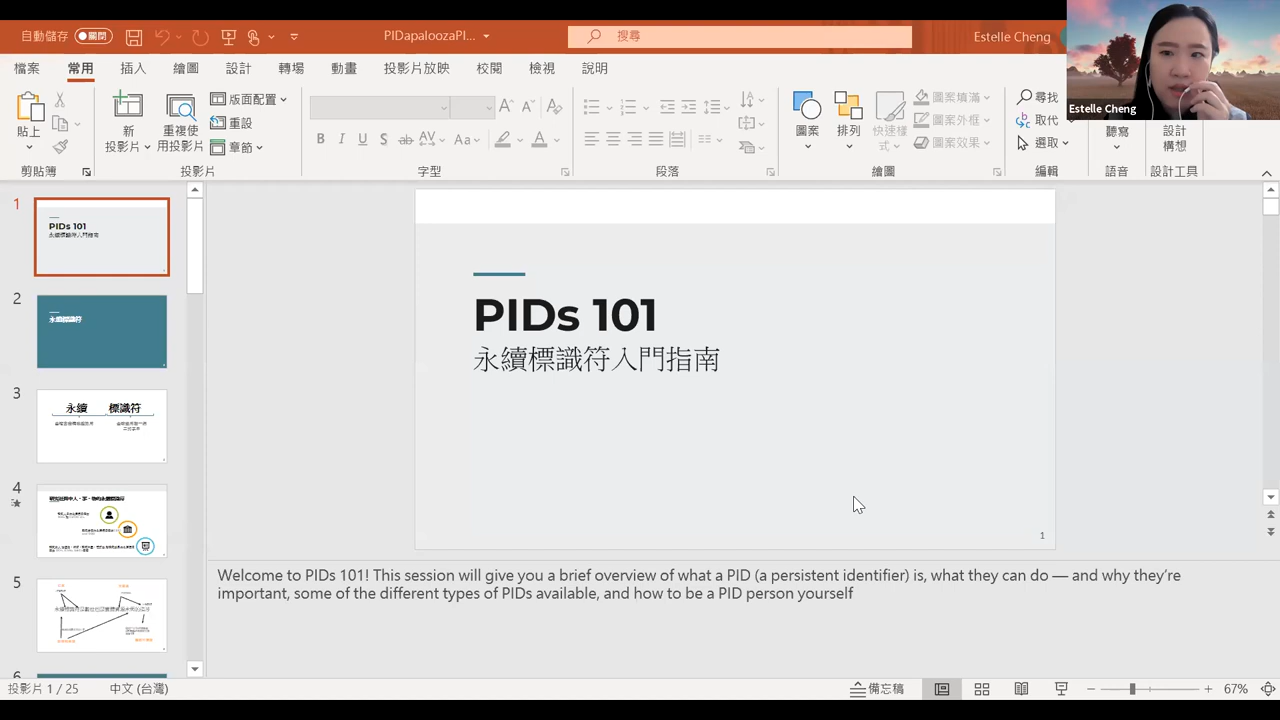 自動儲存 關閉
PIDapaloozaPI...
搜尋
Estelle Cheng
檔案 常用 插入 繪圖 設計 轉場 動畫 投影片放映 校閱 檢視 說明
貼上
剪貼簿
新投影片
重複使用投影片
版面配置
重設
章節
投影片
B I U S ab AV Aa A
字型
段落
圖案
排列
快速樣式
圖案填滿
圖案外框
圖案效果
繪圖
尋找
取代
選取
編輯
聽寫
語音
設計構想
設計工具
Estelle Cheng
1
PIDs 101
永續標識符入門指南
2
永續標識符
3
永續 標識符
4
5
6
PIDs 101
永續標識符入門指南
1
Welcome to PIDs 101! This session will give you a brief overview of what a PID (a persistent identifier) is, what they can do — and why they're
important, some of the different types of PIDs available, and how to be a PID person yourself
投影片 1 / 25 中文 (台灣) 備忘稿 67%